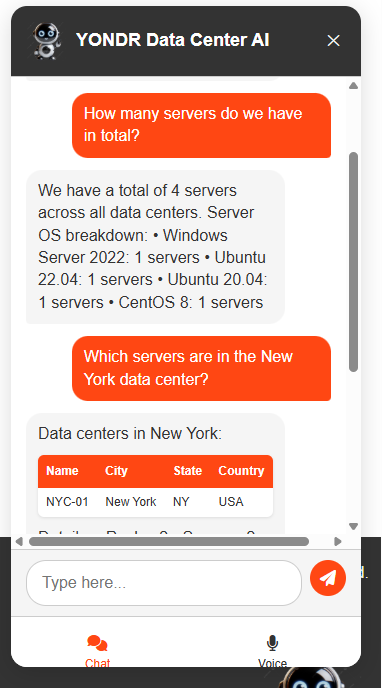 YONDR Data Center AI
How many servers do we have
in total?
We have a total of 4 servers
across all data centers. Server
OS breakdown: • Windows
Server 2022: 1 servers • Ubuntu
22.04: 1 servers • Ubuntu 20.04:
1 servers • CentOS 8: 1 servers
Which servers are in the New
York data center?
Data centers in New York:
Name City State Country
NYC-01 New York NY USA
Type here...
d.
Chat Voice